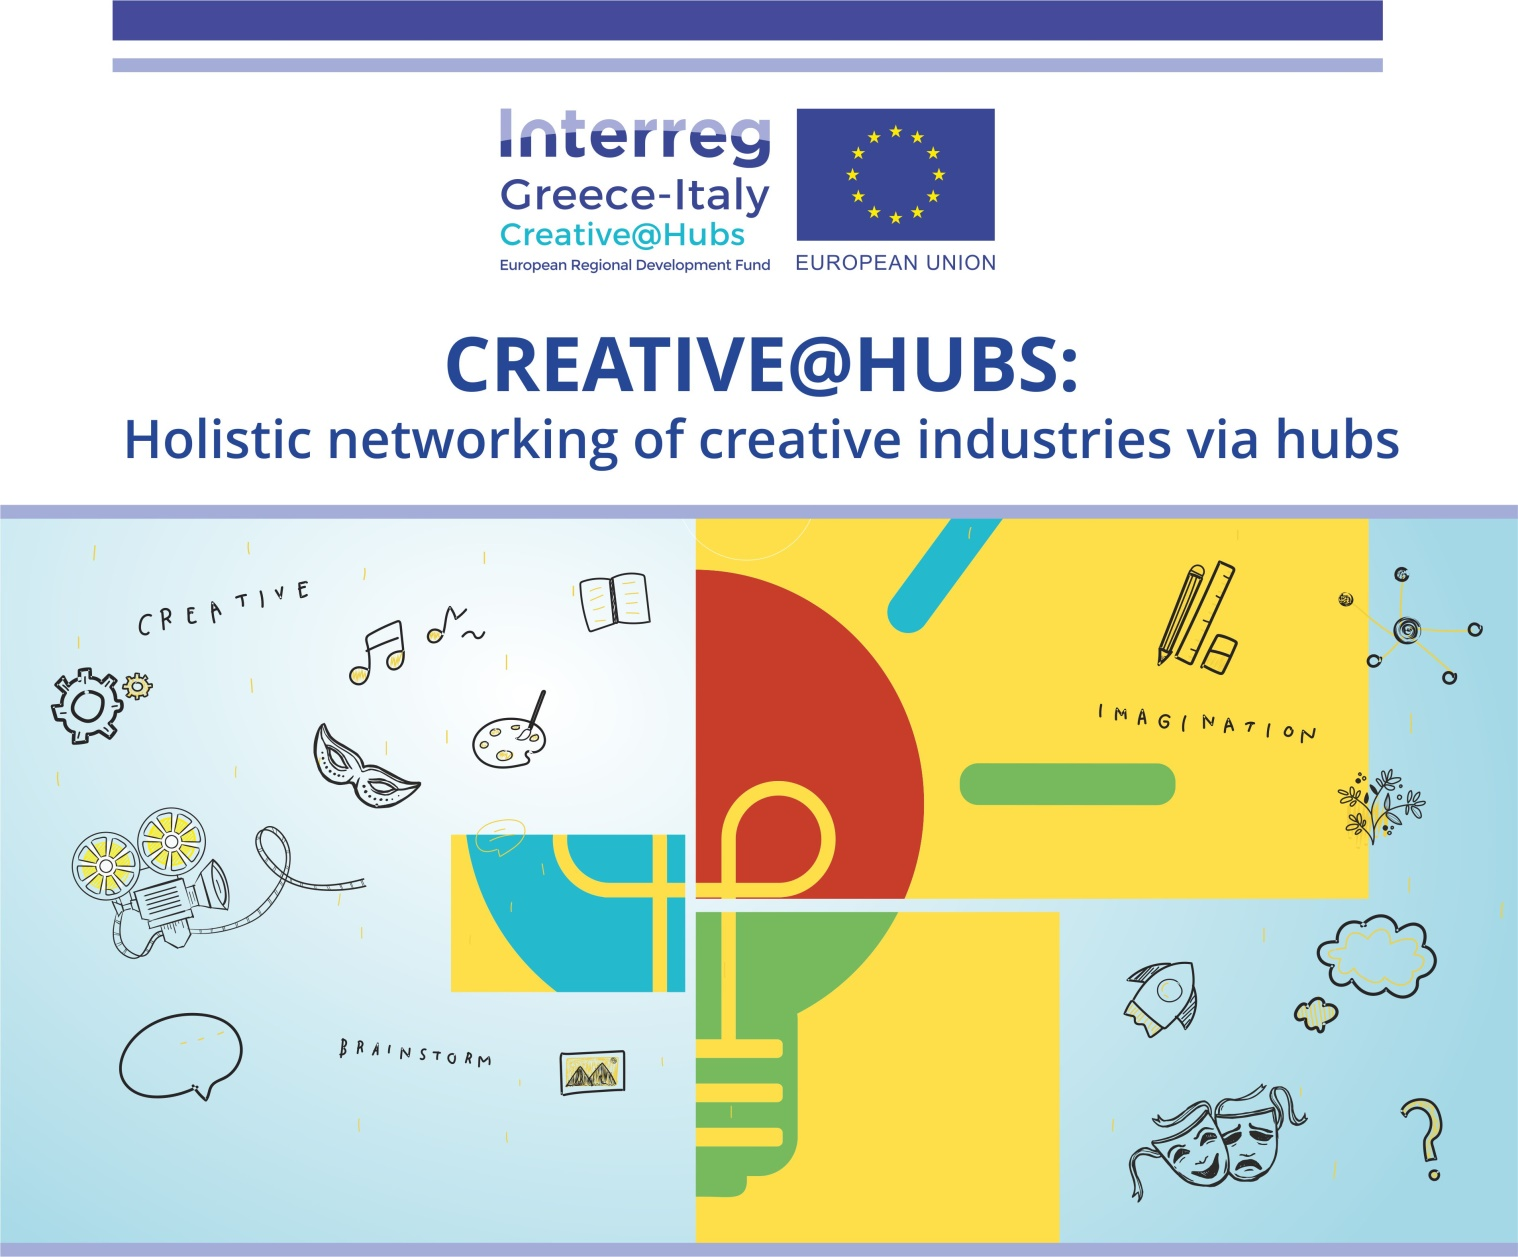 Interreg
Greece-Italy
Creative@Hubs
European Regional Development Fund
EUROPEAN UNION
CREATIVE@HUBS:
Holistic networking of creative industries via hubs
CREATIVE
IMAGINATION
BRAINSTORM
?